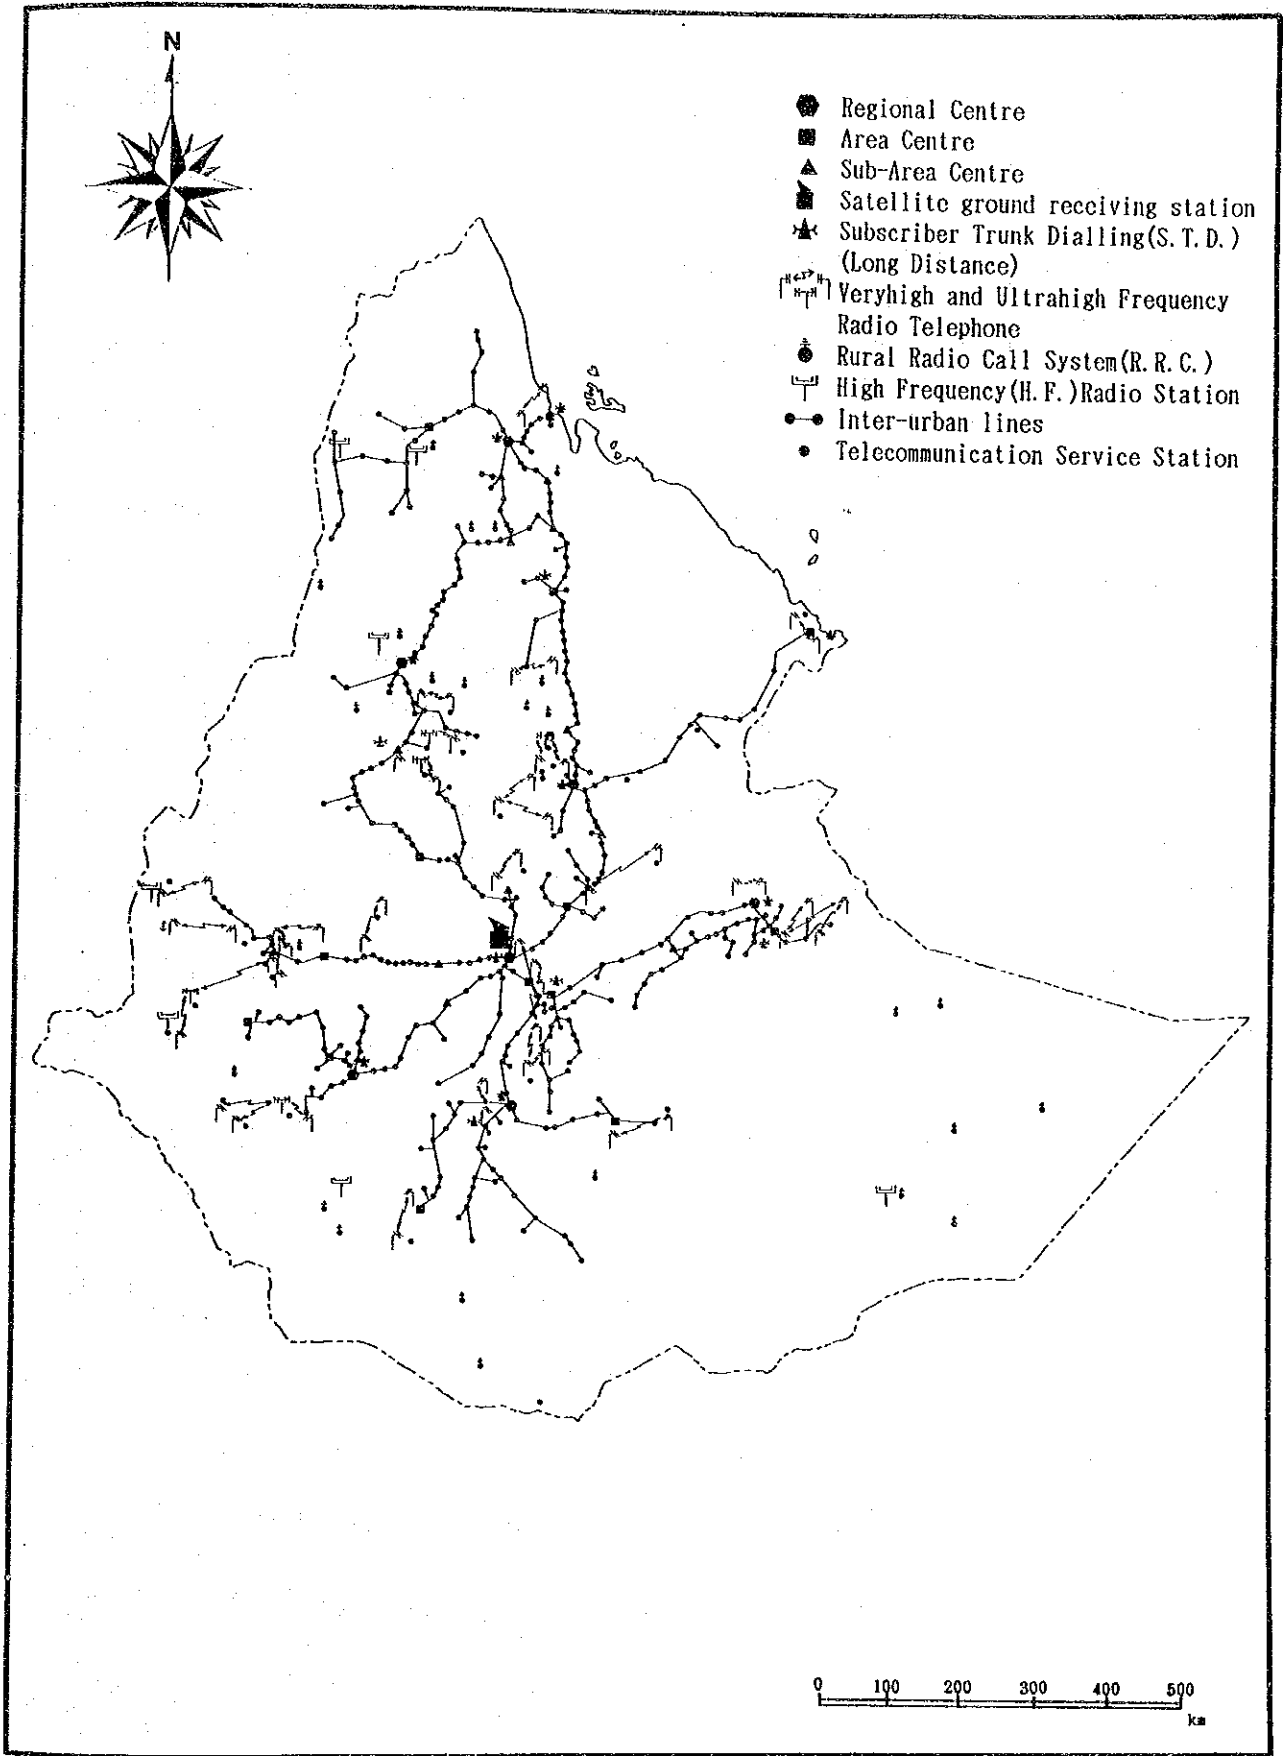 N
Regional Centre
Area Centre
Sub-Area Centre
Satellite ground receiving station
Subscriber Trunk Dialling(S.T.D.)
(Long Distance)
Veryhigh and Ultrahigh Frequency
Radio Telephone
Rural Radio Call System(R.R.C.)
High Frequency(H.F.)Radio Station
Inter-urban lines
Telecommunication Service Station
0 100 200 300 400 500
km